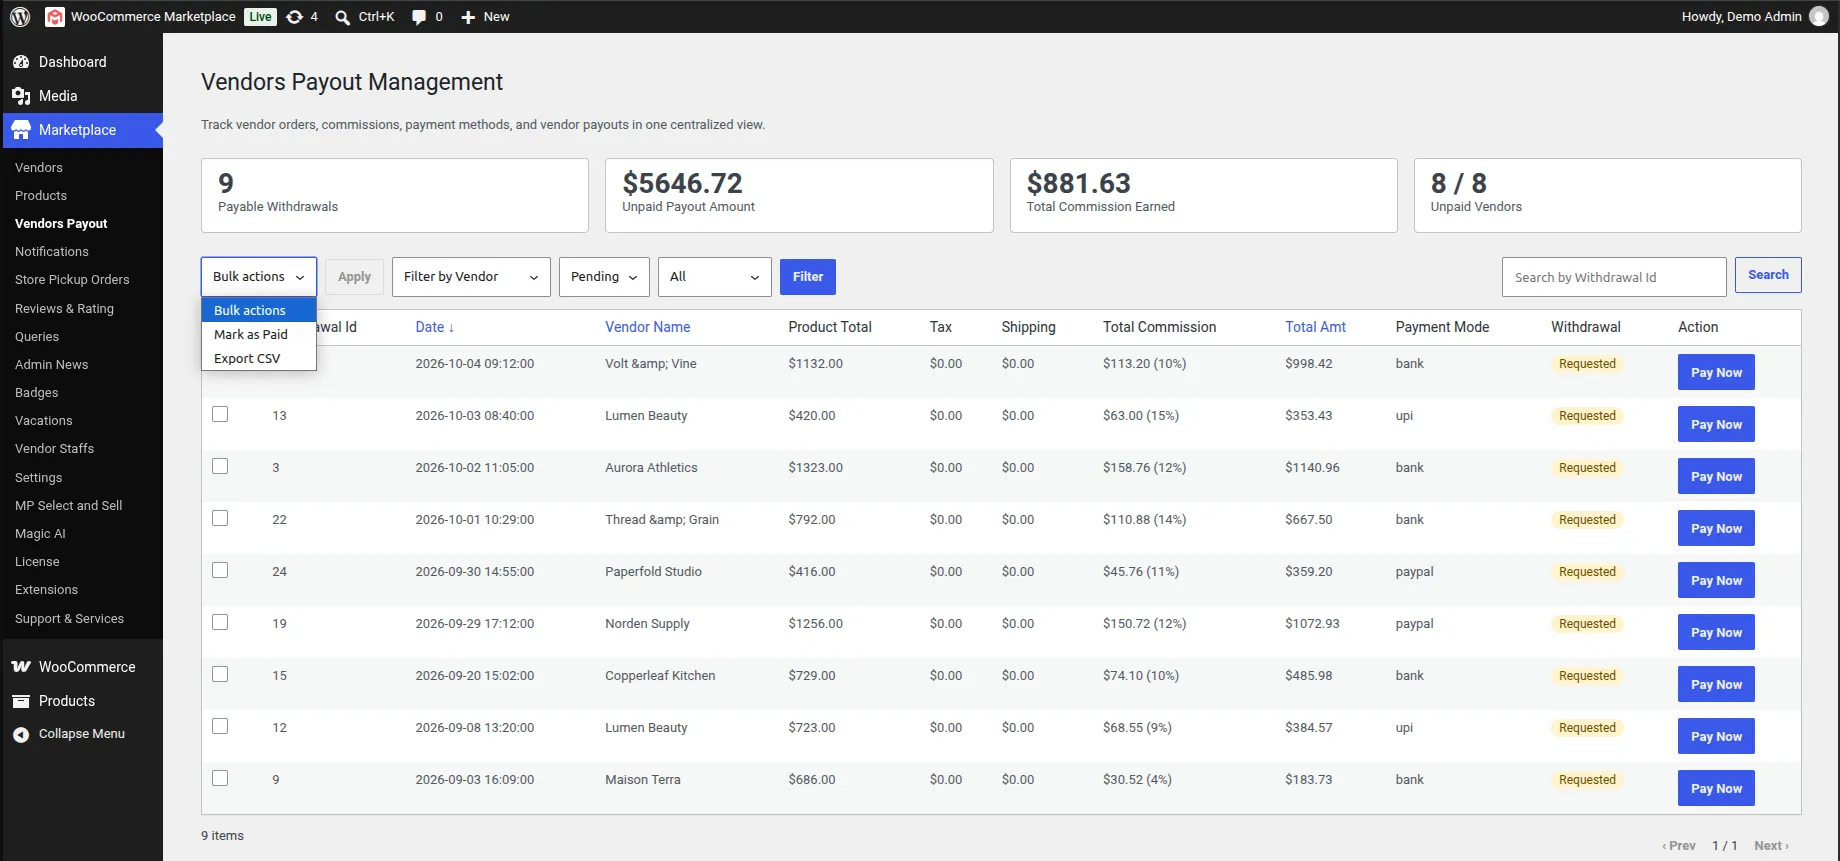 WooCommerce Marketplace Live 4 Ctrl+K 0 New Howdy, Demo Admin
Dashboard
Media
Marketplace
Vendors
Products
Vendors Payout
Notifications
Store Pickup Orders
Reviews & Rating
Queries
Admin News
Badges
Vacations
Vendor Staffs
Settings
MP Select and Sell
Magic AI
License
Extensions
Support & Services
WooCommerce
Products
Collapse Menu
Vendors Payout Management
Track vendor orders, commissions, payment methods, and vendor payouts in one centralized view.
9
Payable Withdrawals
$5646.72
Unpaid Payout Amount
$881.63
Total Commission Earned
8 / 8
Unpaid Vendors
Bulk actions Apply Filter by Vendor Pending All Filter Search by Withdrawal Id Search
Bulk actions
Mark as Paid
Export CSV
awal Id Date ↓ Vendor Name Product Total Tax Shipping Total Commission Total Amt Payment Mode Withdrawal Action
2026-10-04 09:12:00 Volt &amp; Vine $1132.00 $0.00 $0.00 $113.20 (10%) $998.42 bank Requested Pay Now
13 2026-10-03 08:40:00 Lumen Beauty $420.00 $0.00 $0.00 $63.00 (15%) $353.43 upi Requested Pay Now
3 2026-10-02 11:05:00 Aurora Athletics $1323.00 $0.00 $0.00 $158.76 (12%) $1140.96 bank Requested Pay Now
22 2026-10-01 10:29:00 Thread &amp; Grain $792.00 $0.00 $0.00 $110.88 (14%) $667.50 bank Requested Pay Now
24 2026-09-30 14:55:00 Paperfold Studio $416.00 $0.00 $0.00 $45.76 (11%) $359.20 paypal Requested Pay Now
19 2026-09-29 17:12:00 Norden Supply $1256.00 $0.00 $0.00 $150.72 (12%) $1072.93 paypal Requested Pay Now
15 2026-09-20 15:02:00 Copperleaf Kitchen $729.00 $0.00 $0.00 $74.10 (10%) $485.98 bank Requested Pay Now
12 2026-09-08 13:20:00 Lumen Beauty $723.00 $0.00 $0.00 $68.55 (9%) $384.57 upi Requested Pay Now
9 2026-09-03 16:09:00 Maison Terra $686.00 $0.00 $0.00 $30.52 (4%) $183.73 bank Requested Pay Now
9 items
‹ Prev 1 / 1 Next ›